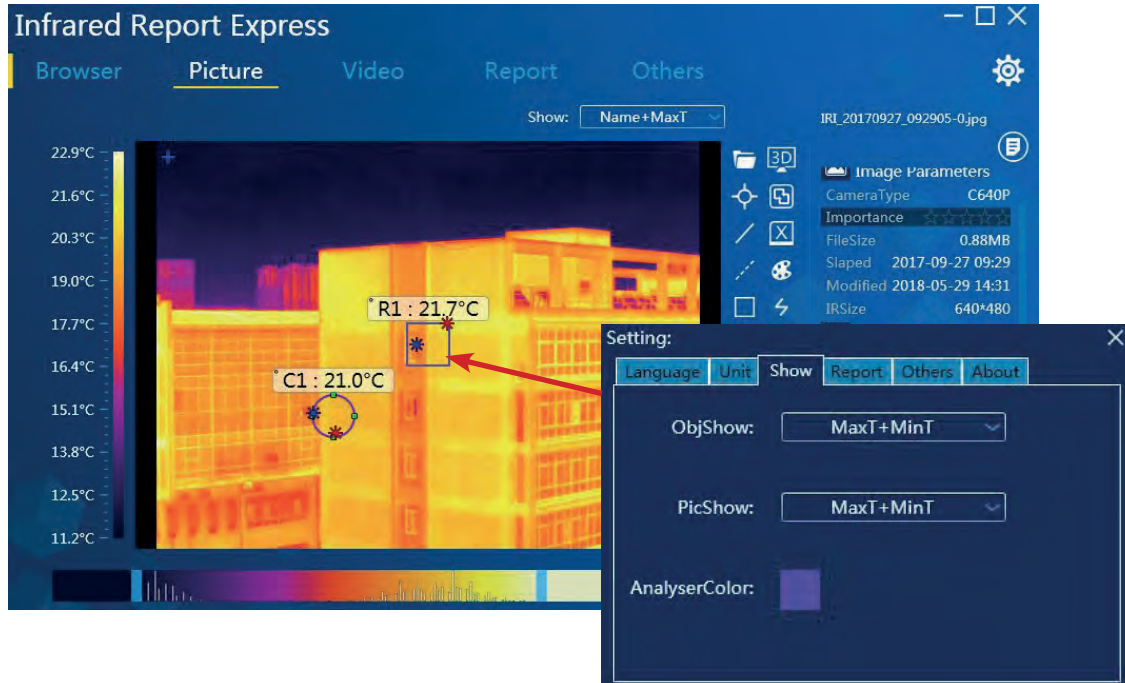 Infrared Report Express
Browser Picture Video Report Others
Show: Name+MaxT
IRI_20170927_092905-0.jpg
Image Parameters
CameraType C640P
Importance
FileSize 0.88MB
Slaped 2017-09-27 09:29
Modified 2018-05-29 14:31
IRSize 640*480
3D
22.9°C
21.6°C
20.3°C
19.0°C
17.7°C
16.4°C
15.1°C
13.8°C
12.5°C
11.2°C
R1 : 21.7°C
C1 : 21.0°C
Setting:
Language Unit Show Report Others About
ObjShow: MaxT+MinT
PicShow: MaxT+MinT
AnalyserColor: